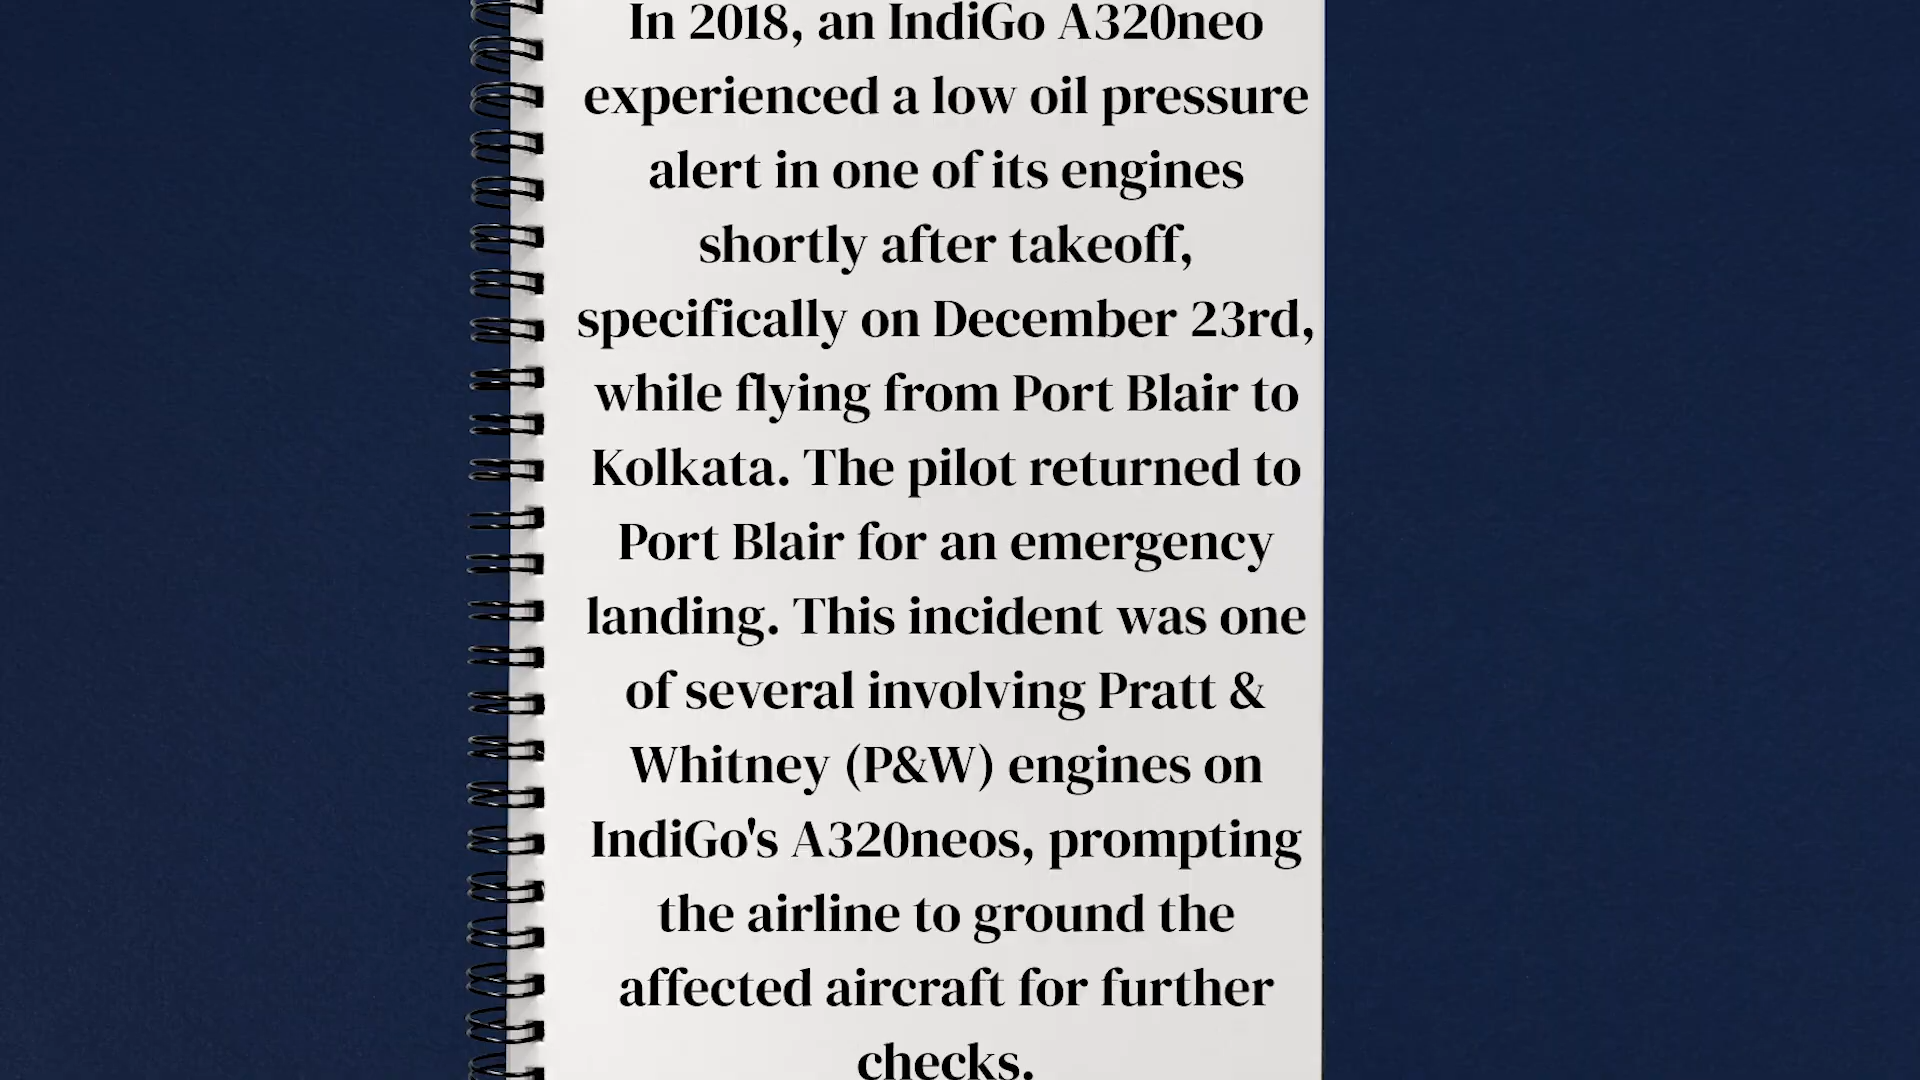 In 2018, an IndiGo A320neo
experienced a low oil pressure
alert in one of its engines
shortly after takeoff,
specifically on December 23rd,
while flying from Port Blair to
Kolkata. The pilot returned to
Port Blair for an emergency
landing. This incident was one
of several involving Pratt &
Whitney (P&W) engines on
IndiGo's A320neos, prompting
the airline to ground the
affected aircraft for further
checks.